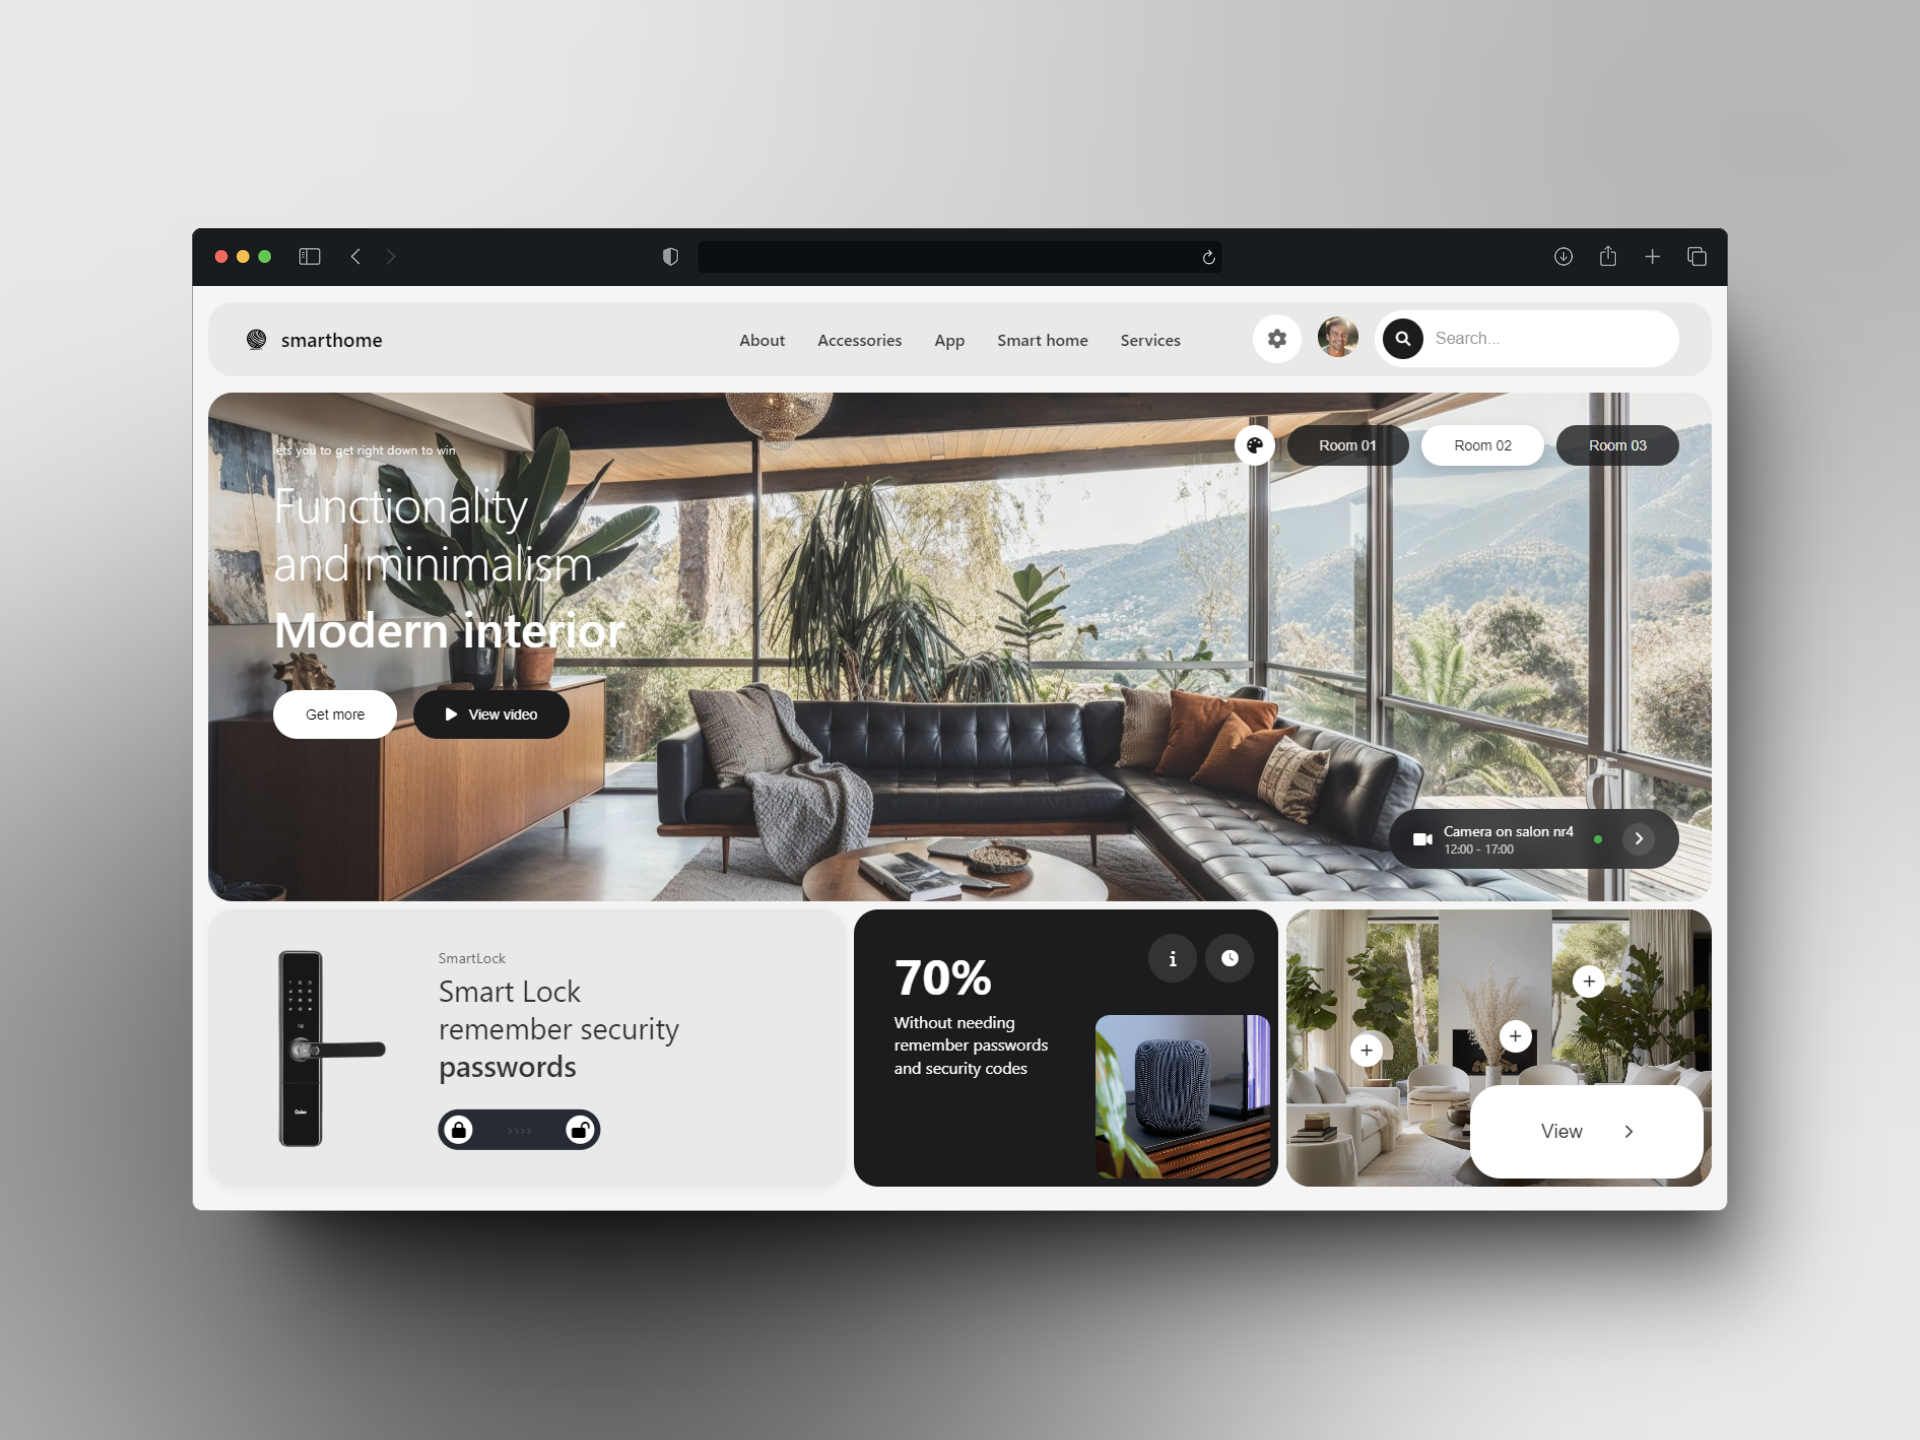 smarthome
About Accessories App Smart home Services
Search...
lets you to get right down to win
Functionality
and minimalism.
Modern interior
Get more
View video
Room 01 Room 02 Room 03
Camera on salon nr4
12:00 - 17:00
SmartLock
Smart Lock
remember security
passwords
70%
Without needing
remember passwords
and security codes
View